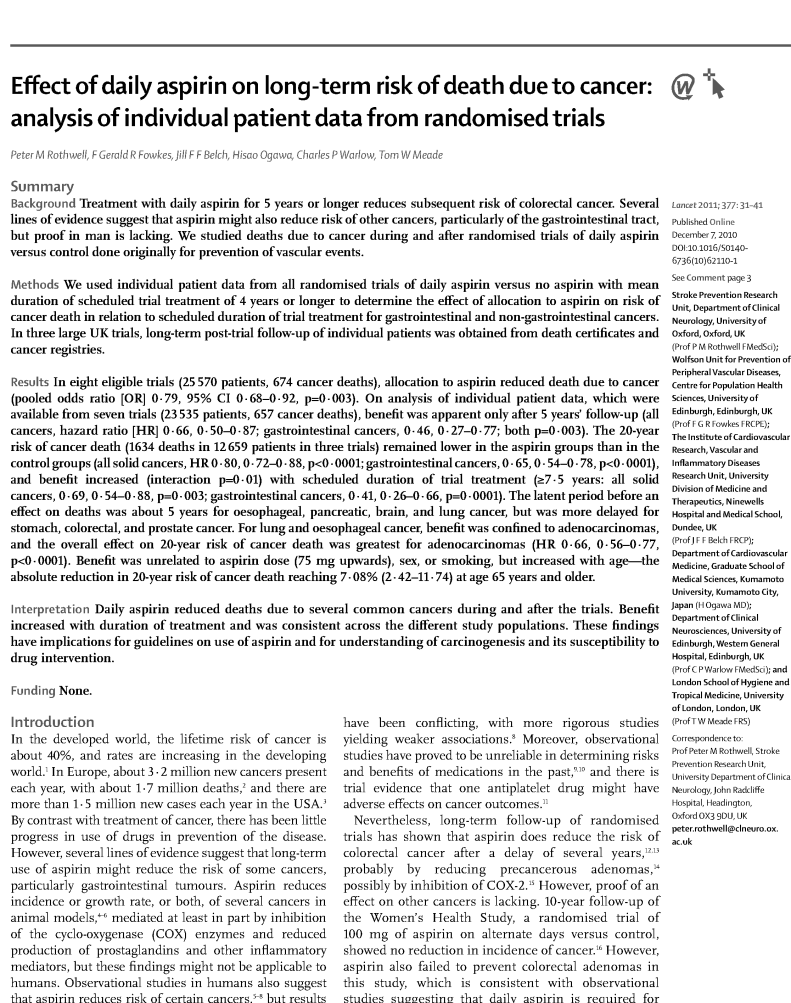 Effect of daily aspirin on long-term risk of death due to cancer:
analysis of individual patient data from randomised trials
Peter M Rothwell, F Gerald R Fowkes, Jill F F Belch, Hisao Ogawa, Charles P Warlow, Tom W Meade
Summary
Background Treatment with daily aspirin for 5 years or longer reduces subsequent risk of colorectal cancer. Several
lines of evidence suggest that aspirin might also reduce risk of other cancers, particularly of the gastrointestinal tract,
but proof in man is lacking. We studied deaths due to cancer during and after randomised trials of daily aspirin
versus control done originally for prevention of vascular events.
Methods We used individual patient data from all randomised trials of daily aspirin versus no aspirin with mean
duration of scheduled trial treatment of 4 years or longer to determine the effect of allocation to aspirin on risk of
cancer death in relation to scheduled duration of trial treatment for gastrointestinal and non-gastrointestinal cancers.
In three large UK trials, long-term post-trial follow-up of individual patients was obtained from death certificates and
cancer registries.
Results In eight eligible trials (25 570 patients, 674 cancer deaths), allocation to aspirin reduced death due to cancer
(pooled odds ratio [OR] 0·79, 95% CI 0·68–0·92, p=0·003). On analysis of individual patient data, which were
available from seven trials (23 535 patients, 657 cancer deaths), benefit was apparent only after 5 years' follow-up (all
cancers, hazard ratio [HR] 0·66, 0·50–0·87; gastrointestinal cancers, 0·46, 0·27–0·77; both p=0·003). The 20-year
risk of cancer death (1634 deaths in 12 659 patients in three trials) remained lower in the aspirin groups than in the
control groups (all solid cancers, HR 0·80, 0·72–0·88, p<0·0001; gastrointestinal cancers, 0·65, 0·54–0·78, p<0·0001),
and benefit increased (interaction p=0·01) with scheduled duration of trial treatment (≥7·5 years: all solid
cancers, 0·69, 0·54–0·88, p=0·003; gastrointestinal cancers, 0·41, 0·26–0·66, p=0·0001). The latent period before an
effect on deaths was about 5 years for oesophageal, pancreatic, brain, and lung cancer, but was more delayed for
stomach, colorectal, and prostate cancer. For lung and oesophageal cancer, benefit was confined to adenocarcinomas,
and the overall effect on 20-year risk of cancer death was greatest for adenocarcinomas (HR 0·66, 0·56–0·77,
p<0·0001). Benefit was unrelated to aspirin dose (75 mg upwards), sex, or smoking, but increased with age—the
absolute reduction in 20-year risk of cancer death reaching 7·08% (2·42–11·74) at age 65 years and older.
Interpretation Daily aspirin reduced deaths due to several common cancers during and after the trials. Benefit
increased with duration of treatment and was consistent across the different study populations. These findings
have implications for guidelines on use of aspirin and for understanding of carcinogenesis and its susceptibility to
drug intervention.
Funding None.
Introduction
In the developed world, the lifetime risk of cancer is
about 40%, and rates are increasing in the developing
world.1 In Europe, about 3·2 million new cancers present
each year, with about 1·7 million deaths,2 and there are
more than 1·5 million new cases each year in the USA.3
By contrast with treatment of cancer, there has been little
progress in use of drugs in prevention of the disease.
However, several lines of evidence suggest that long-term
use of aspirin might reduce the risk of some cancers,
particularly gastrointestinal tumours. Aspirin reduces
incidence or growth rate, or both, of several cancers in
animal models,4–6 mediated at least in part by inhibition
of the cyclo-oxygenase (COX) enzymes and reduced
production of prostaglandins and other inflammatory
mediators, but these findings might not be applicable to
humans. Observational studies in humans also suggest
that aspirin reduces risk of certain cancers,5–8 but results
have been conflicting, with more rigorous studies
yielding weaker associations.8 Moreover, observational
studies have proved to be unreliable in determining risks
and benefits of medications in the past,9,10 and there is
trial evidence that one antiplatelet drug might have
adverse effects on cancer outcomes.11
Nevertheless, long-term follow-up of randomised
trials has shown that aspirin does reduce the risk of
colorectal cancer after a delay of several years,12,13
probably by reducing precancerous adenomas,14
possibly by inhibition of COX-2.15 However, proof of an
effect on other cancers is lacking. 10-year follow-up of
the Women's Health Study, a randomised trial of
100 mg of aspirin on alternate days versus control,
showed no reduction in incidence of cancer.16 However,
aspirin also failed to prevent colorectal adenomas in
this study, which is consistent with observational
studies suggesting that daily aspirin is required for
W
Lancet 2011; 377: 31–41
Published Online
December 7, 2010
DOI:10.1016/S0140-
6736(10)62110-1
See Comment page 3
Stroke Prevention Research
Unit, Department of Clinical
Neurology, University of
Oxford, Oxford, UK
(Prof P M Rothwell FMedSci);
Wolfson Unit for Prevention of
Peripheral Vascular Diseases,
Centre for Population Health
Sciences, University of
Edinburgh, Edinburgh, UK
(Prof F G R Fowkes FRCPE);
The Institute of Cardiovascular
Research, Vascular and
Inflammatory Diseases
Research Unit, University
Division of Medicine and
Therapeutics, Ninewells
Hospital and Medical School,
Dundee, UK
(Prof J F F Belch FRCP);
Department of Cardiovascular
Medicine, Graduate School of
Medical Sciences, Kumamoto
University, Kumamoto City,
Japan (H Ogawa MD);
Department of Clinical
Neurosciences, University of
Edinburgh, Western General
Hospital, Edinburgh, UK
(Prof C P Warlow FMedSci); and
London School of Hygiene and
Tropical Medicine, University
of London, London, UK
(Prof T W Meade FRS)
Correspondence to:
Prof Peter M Rothwell, Stroke
Prevention Research Unit,
University Department of Clinical
Neurology, John Radcliffe
Hospital, Headington,
Oxford OX3 9DU, UK
peter.rothwell@clneuro.ox.
ac.uk